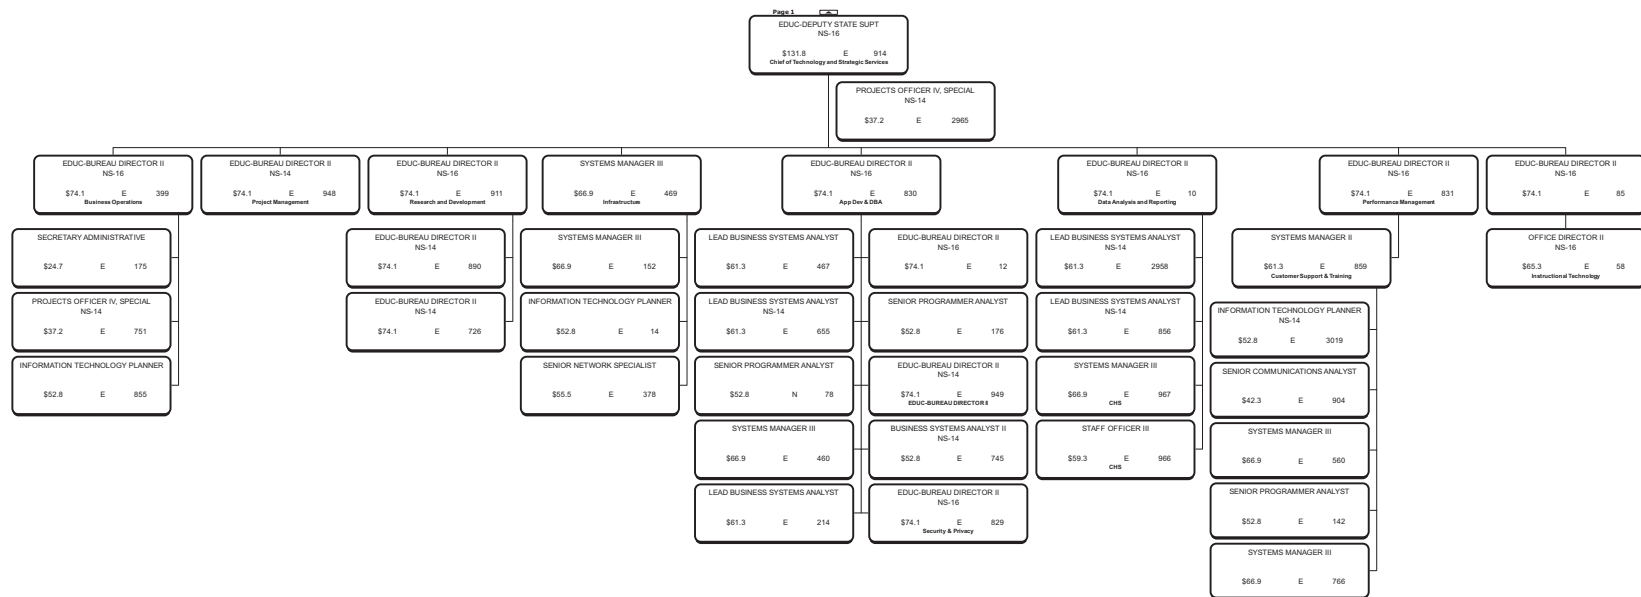 Page 1
EDUC-DEPUTY STATE SUPT
NS-16
$131.8 E 914
Chief of Technology and Strategic Services
PROJECTS OFFICER IV, SPECIAL
NS-14
$37.2 E 2965
EDUC-BUREAU DIRECTOR II
NS-16
$74.1 E 399
Business Operations
SECRETARY ADMINISTRATIVE
$24.7 E 175
PROJECTS OFFICER IV, SPECIAL
NS-14
$37.2 E 751
INFORMATION TECHNOLOGY PLANNER
$52.8 E 855
EDUC-BUREAU DIRECTOR II
NS-14
$74.1 E 948
Project Management
EDUC-BUREAU DIRECTOR II
NS-16
$74.1 E 911
Research and Development
EDUC-BUREAU DIRECTOR II
NS-14
$74.1 E 890
EDUC-BUREAU DIRECTOR II
NS-14
$74.1 E 726
SYSTEMS MANAGER III
$66.9 E 469
Infrastructure
SYSTEMS MANAGER III
$66.9 E 152
INFORMATION TECHNOLOGY PLANNER
$52.8 E 14
SENIOR NETWORK SPECIALIST
$55.5 E 378
EDUC-BUREAU DIRECTOR II
NS-16
$74.1 E 830
App Dev & DBA
LEAD BUSINESS SYSTEMS ANALYST
$61.3 E 467
LEAD BUSINESS SYSTEMS ANALYST
NS-14
$61.3 E 655
SENIOR PROGRAMMER ANALYST
$52.8 N 78
SYSTEMS MANAGER III
$66.9 E 460
LEAD BUSINESS SYSTEMS ANALYST
$61.3 E 214
EDUC-BUREAU DIRECTOR II
NS-16
$74.1 E 12
SENIOR PROGRAMMER ANALYST
$52.8 E 176
EDUC-BUREAU DIRECTOR II
NS-14
$74.1 E 949
EDUC-BUREAU DIRECTOR II
BUSINESS SYSTEMS ANALYST II
NS-14
$52.8 E 745
EDUC-BUREAU DIRECTOR II
NS-16
$74.1 E 829
Security & Privacy
EDUC-BUREAU DIRECTOR II
NS-16
$74.1 E 10
Data Analysis and Reporting
LEAD BUSINESS SYSTEMS ANALYST
NS-14
$61.3 E 2958
LEAD BUSINESS SYSTEMS ANALYST
NS-14
$61.3 E 856
SYSTEMS MANAGER III
$66.9 E 967
CHS
STAFF OFFICER III
$59.3 E 966
CHS
EDUC-BUREAU DIRECTOR II
NS-16
$74.1 E 831
Performance Management
SYSTEMS MANAGER II
$61.3 E 859
Customer Support & Training
INFORMATION TECHNOLOGY PLANNER
NS-14
$52.8 E 3019
SENIOR COMMUNICATIONS ANALYST
$42.3 E 904
SYSTEMS MANAGER III
$66.9 E 560
SENIOR PROGRAMMER ANALYST
$52.8 E 142
SYSTEMS MANAGER III
$66.9 E 766
EDUC-BUREAU DIRECTOR II
NS-16
$74.1 E 85
OFFICE DIRECTOR II
NS-16
$65.3 E 58
Instructional Technology